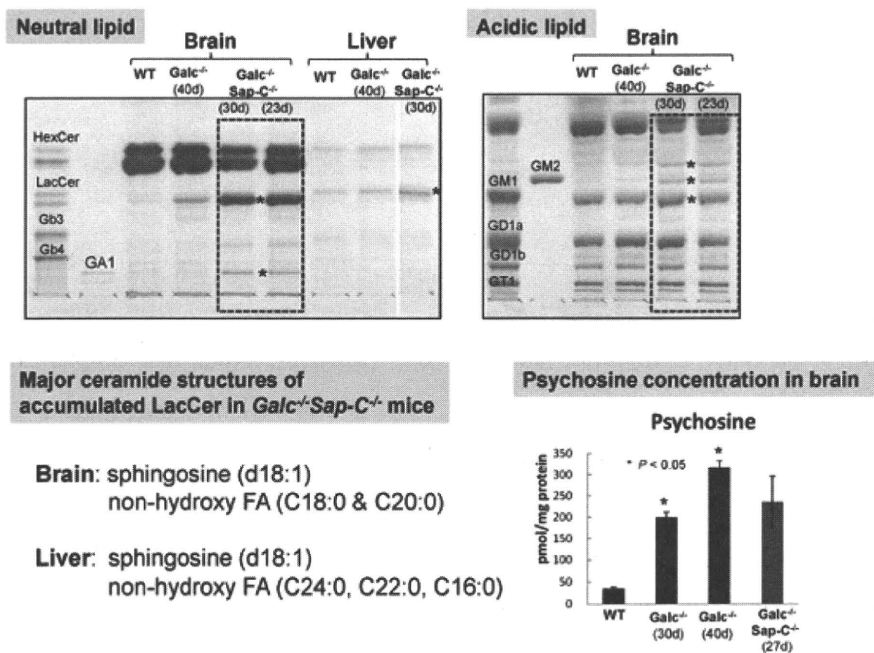 Neutral lipid
Brain
Liver
WT
Galc-/-
(40d)
Galc-/-
Sap-C-/-
(30d) (23d)
WT
Galc-/-
(40d)
Galc-/-
Sap-C-/-
(30d)
HexCer
LacCer
Gb3
Gb4
GA1
*
*
*
Acidic lipid
Brain
WT
Galc-/-
(40d)
Galc-/-
Sap-C-/-
(30d) (23d)
GM2
GM1
GD1a
GD1b
GT1
*
*
*
Major ceramide structures of
accumulated LacCer in Galc-/-Sap-C-/- mice
Brain: sphingosine (d18:1)
non-hydroxy FA (C18:0 & C20:0)
Liver: sphingosine (d18:1)
non-hydroxy FA (C24:0, C22:0, C16:0)
Psychosine concentration in brain
Psychosine
* P < 0.05
*
*
pmol/mg protein
350
300
250
200
150
100
50
0
WT
Galc-/-
(30d)
Galc-/-
(40d)
Galc-/-
Sap-C-/-
(27d)